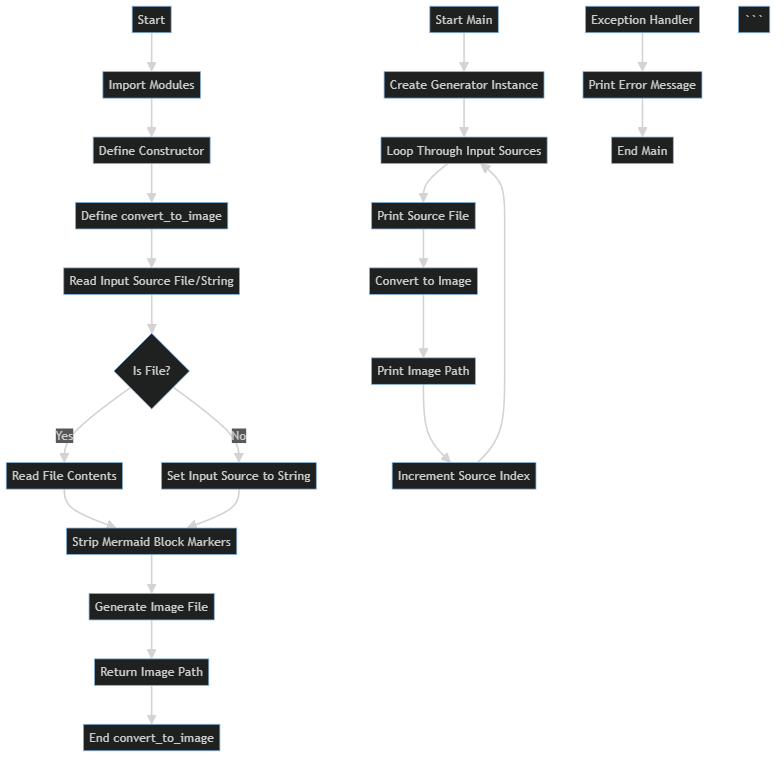 Start
Import Modules
Define Constructor
Define convert_to_image
Read Input Source File/String
Is File?
Yes
No
Read File Contents
Set Input Source to String
Strip Mermaid Block Markers
Generate Image File
Return Image Path
End convert_to_image
Start Main
Create Generator Instance
Loop Through Input Sources
Print Source File
Convert to Image
Print Image Path
Increment Source Index
Exception Handler
Print Error Message
End Main
```